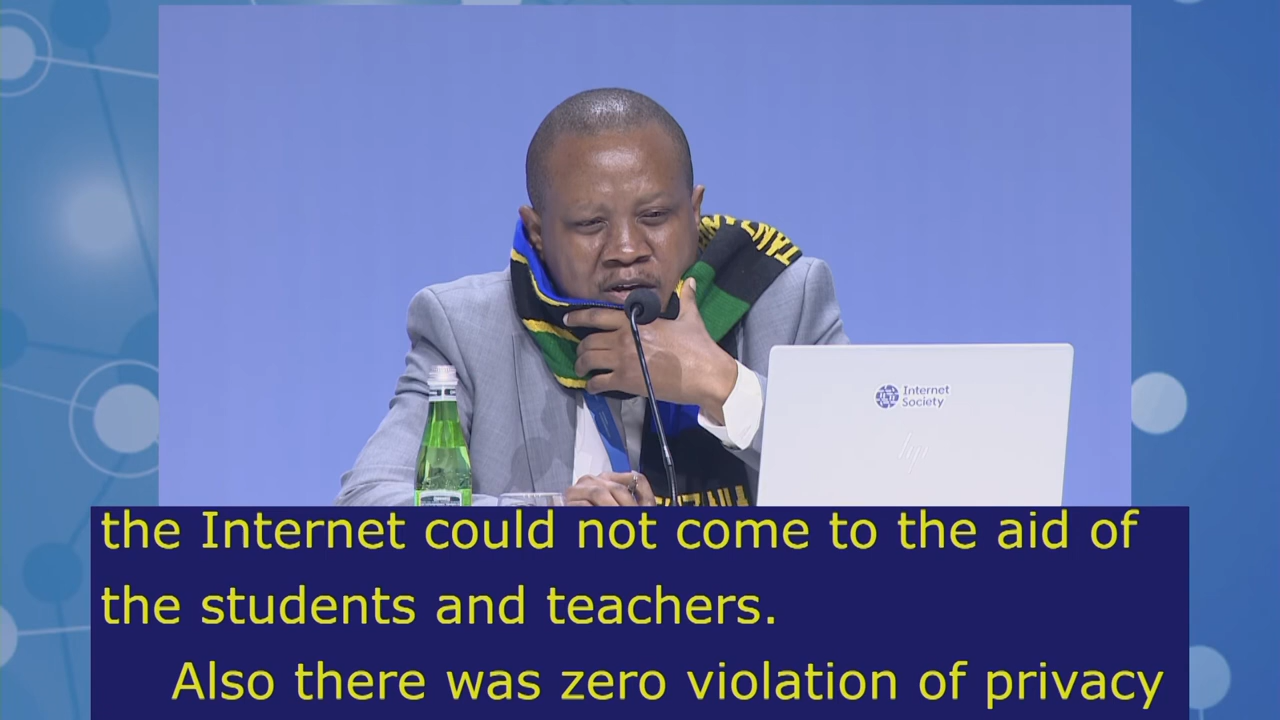 Internet
Society
hp
the Internet could not come to the aid of
the students and teachers.
Also there was zero violation of privacy